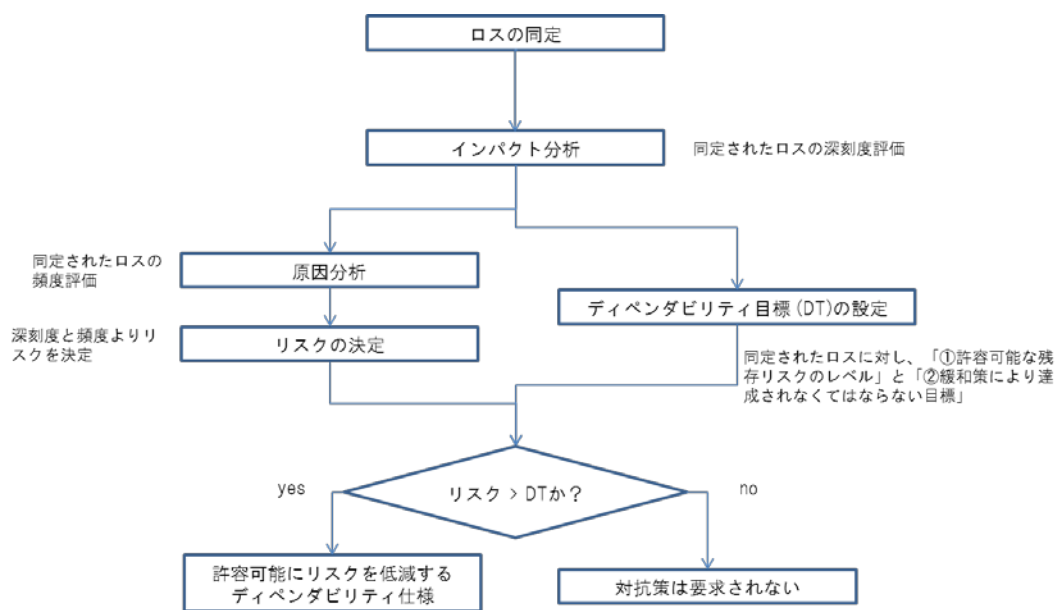 ロスの同定
インパクト分析
同定されたロスの深刻度評価
同定されたロスの
頻度評価
原因分析
ディペンダビリティ目標 (DT)の設定
深刻度と頻度よりリ
スクを決定
リスクの決定
同定されたロスに対し、「①許容可能な残
存リスクのレベル」と「②緩和策により達
成されなくてはならない目標」
yes
リスク > DTか？
no
許容可能にリスクを低減する
ディペンダビリティ仕様
対抗策は要求されない